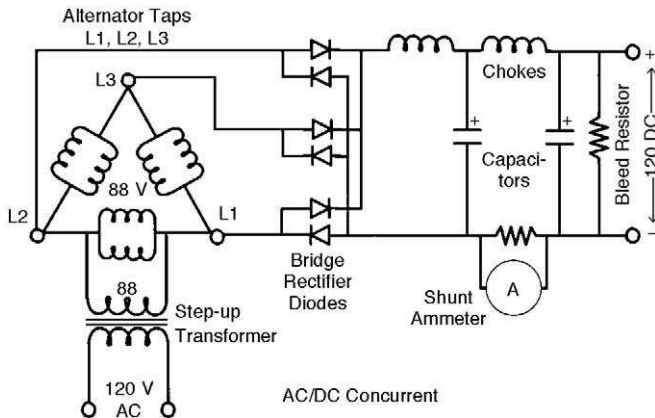 Alternator Taps
L1, L2, L3
L3
88 V
L2
L1
88
Step-up
Transformer
120 V
AC
Bridge
Rectifier
Diodes
Chokes
+
+
Capaci-
tors
Shunt
Ammeter
A
Bleed Resistor
+
120 DC
−
AC/DC Concurrent